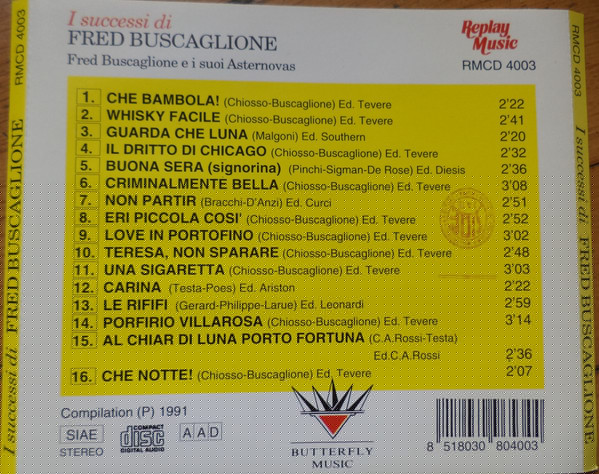 I successi di
FRED BUSCAGLIONE
Fred Buscaglione e i suoi Asternovas
Replay
Music
RMCD 4003
1. CHE BAMBOLA! (Chiosso-Buscaglione) Ed. Tevere 2'22
2. WHISKY FACILE (Chiosso-Buscaglione) Ed. Tevere 2'41
3. GUARDA CHE LUNA (Malgoni) Ed. Southern 2'20
4. IL DRITTO DI CHICAGO (Chiosso-Buscaglione) Ed. Tevere 2'32
5. BUONA SERA (signorina) (Pinchi-Sigman-De Rose) Ed. Diesis 2'36
6. CRIMINALMENTE BELLA (Chiosso-Buscaglione) Ed. Tevere 3'08
7. NON PARTIR (Bracchi-D'Anzi) Ed. Curci 2'51
8. ERI PICCOLA COSI' (Chiosso-Buscaglione) Ed. Tevere 2'52
9. LOVE IN PORTOFINO (Chiosso-Buscaglione) Ed. Tevere 3'02
10. TERESA, NON SPARARE (Chiosso-Buscaglione) Ed. Tevere 2'48
11. UNA SIGARETTA (Chiosso-Buscaglione) Ed. Tevere 3'03
12. CARINA (Testa-Poes) Ed. Ariston 2'22
13. LE RIFIFI (Gerard-Philippe-Larue) Ed. Leonardi 2'59
14. PORFIRIO VILLAROSA (Chiosso-Buscaglione) Ed. Tevere 3'14
15. AL CHIAR DI LUNA PORTO FORTUNA (C.A.Rossi-Testa)
Ed.C.A.Rossi 2'36
16. CHE NOTTE! (Chiosso-Buscaglione) Ed. Tevere 2'07
Compilation (P) 1991
SIAE
STEREO
COMPACT
disc
DIGITAL AUDIO
A A D
BUTTERFLY
MUSIC
8 518030 804003
I successi di FRED BUSCAGLIONE RMCD 4003
RMCD 4003 I successi di FRED BUSCAGLIONE